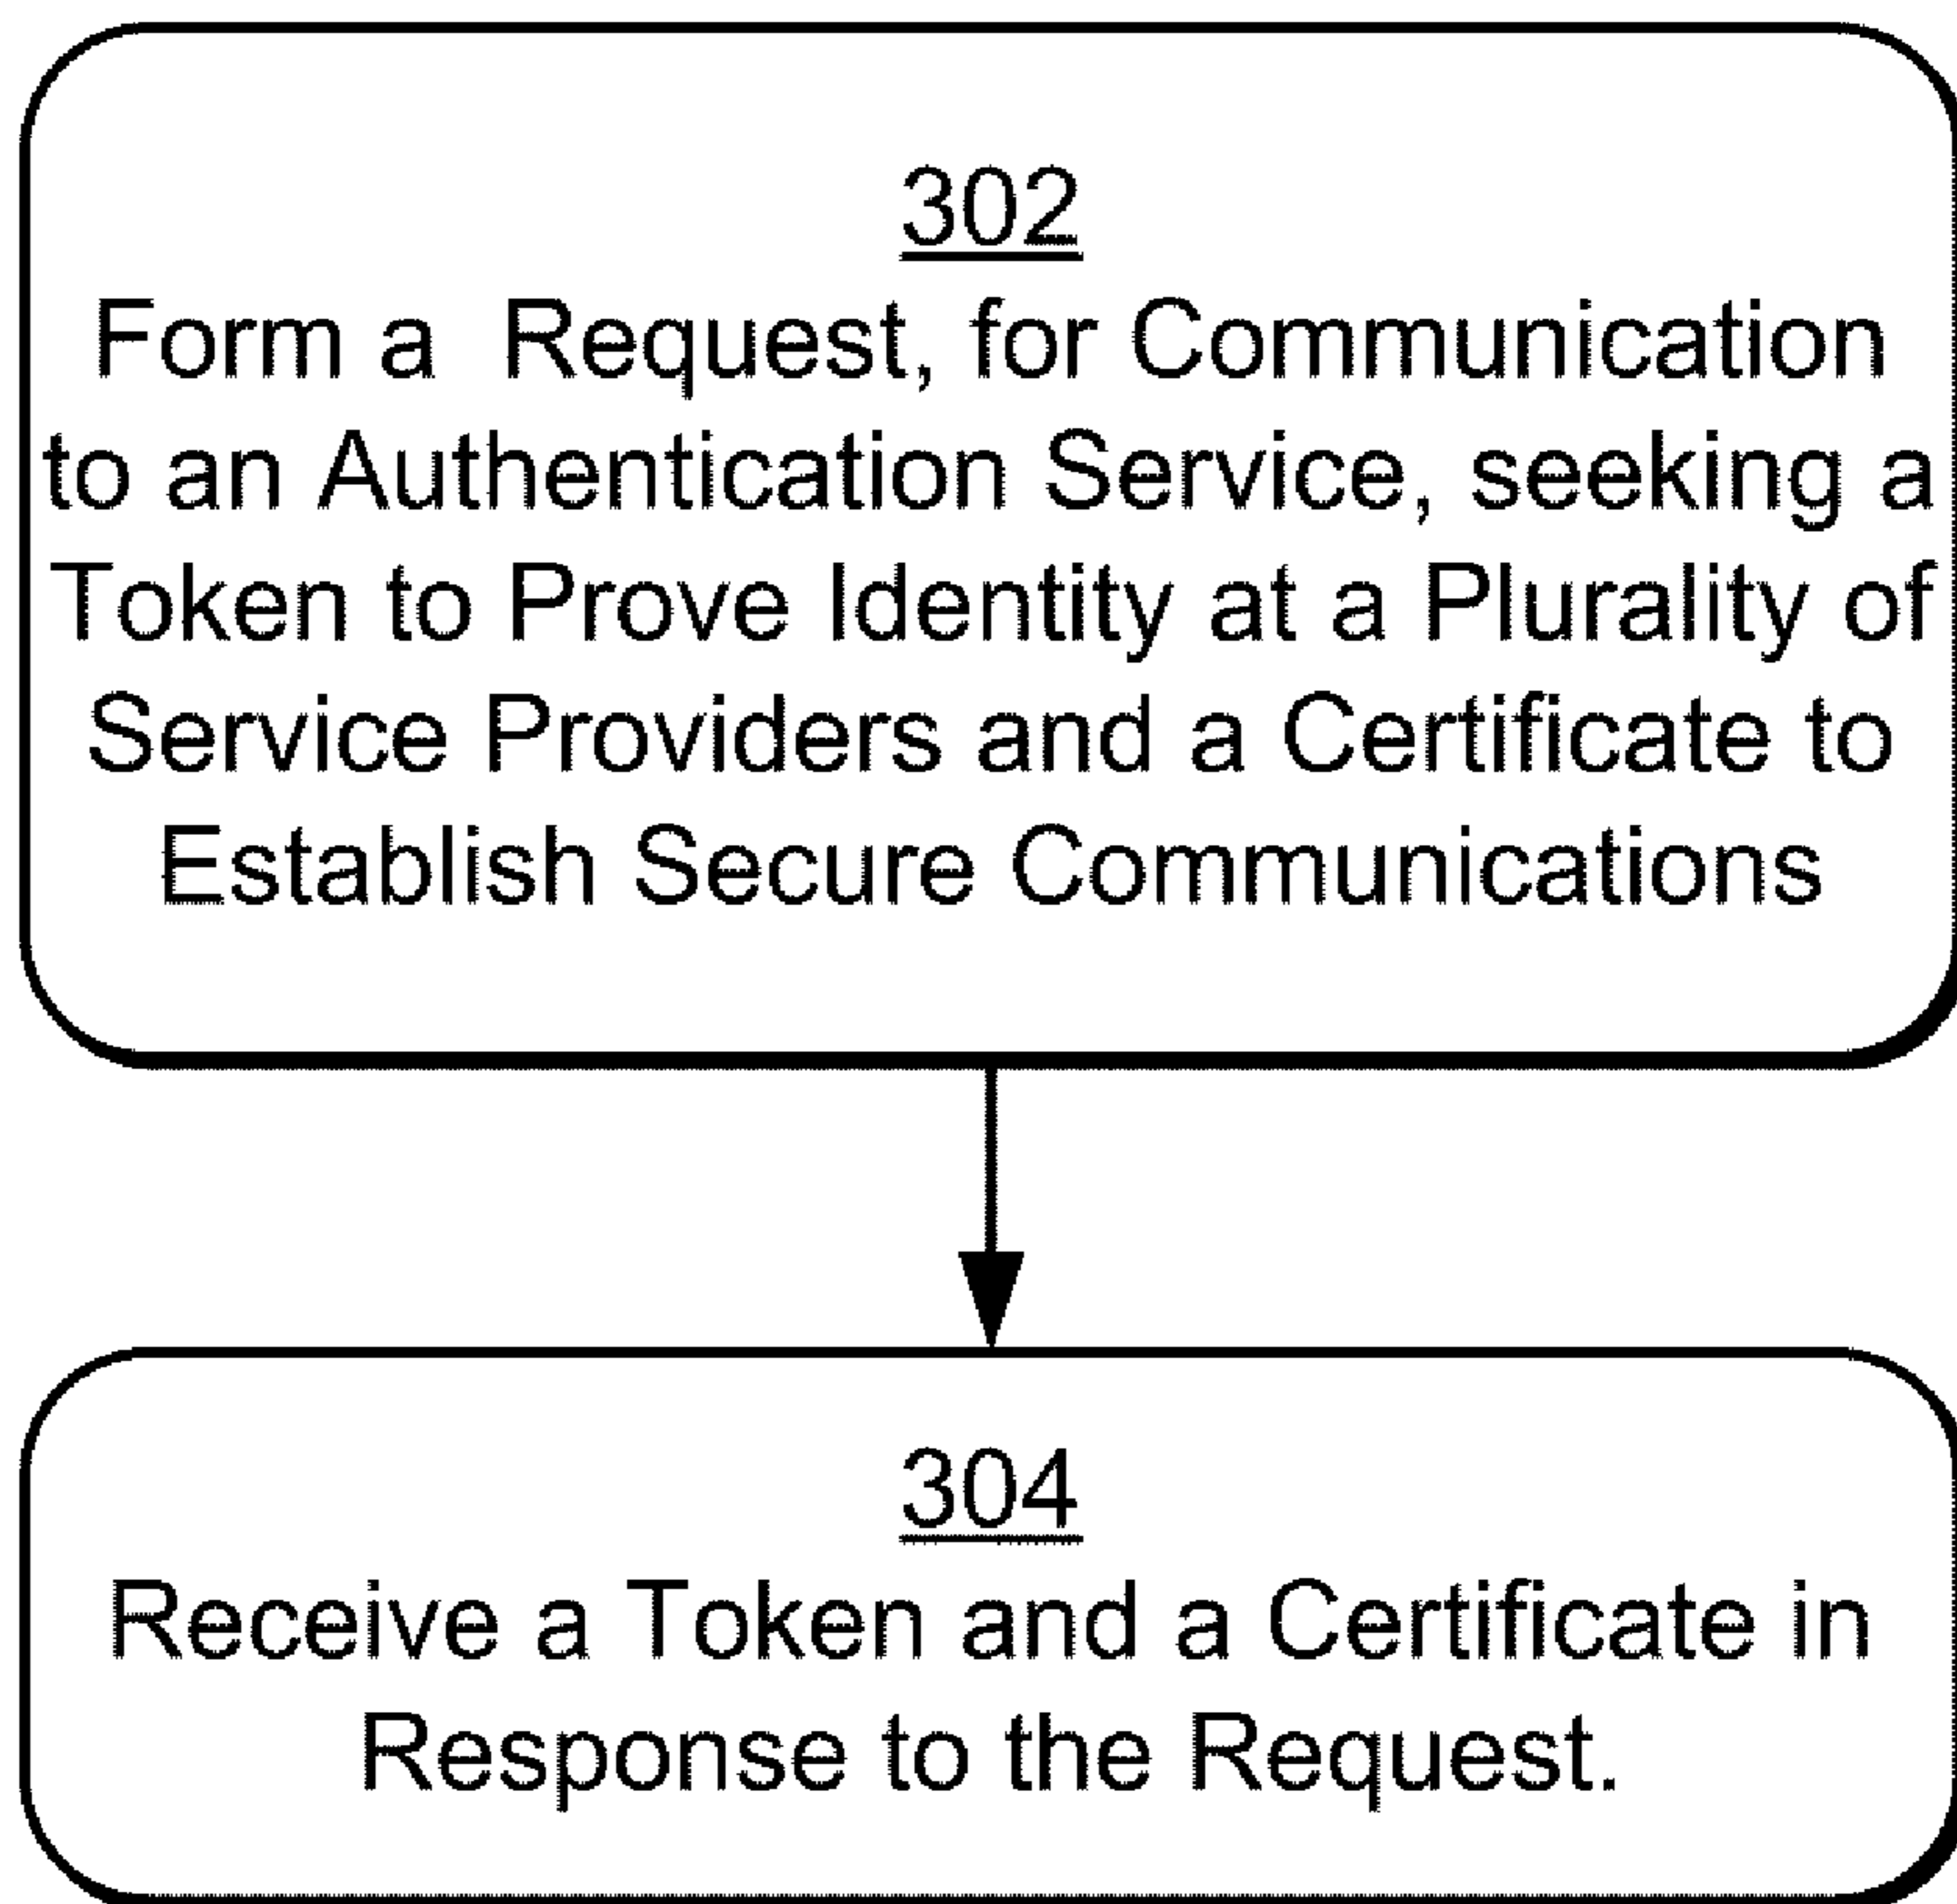 302
Form a Request, for Communication
to an Authentication Service, seeking a
Token to Prove Identity at a Plurality of
Service Providers and a Certificate to
Establish Secure Communications
304
Receive a Token and a Certificate in
Response to the Request.